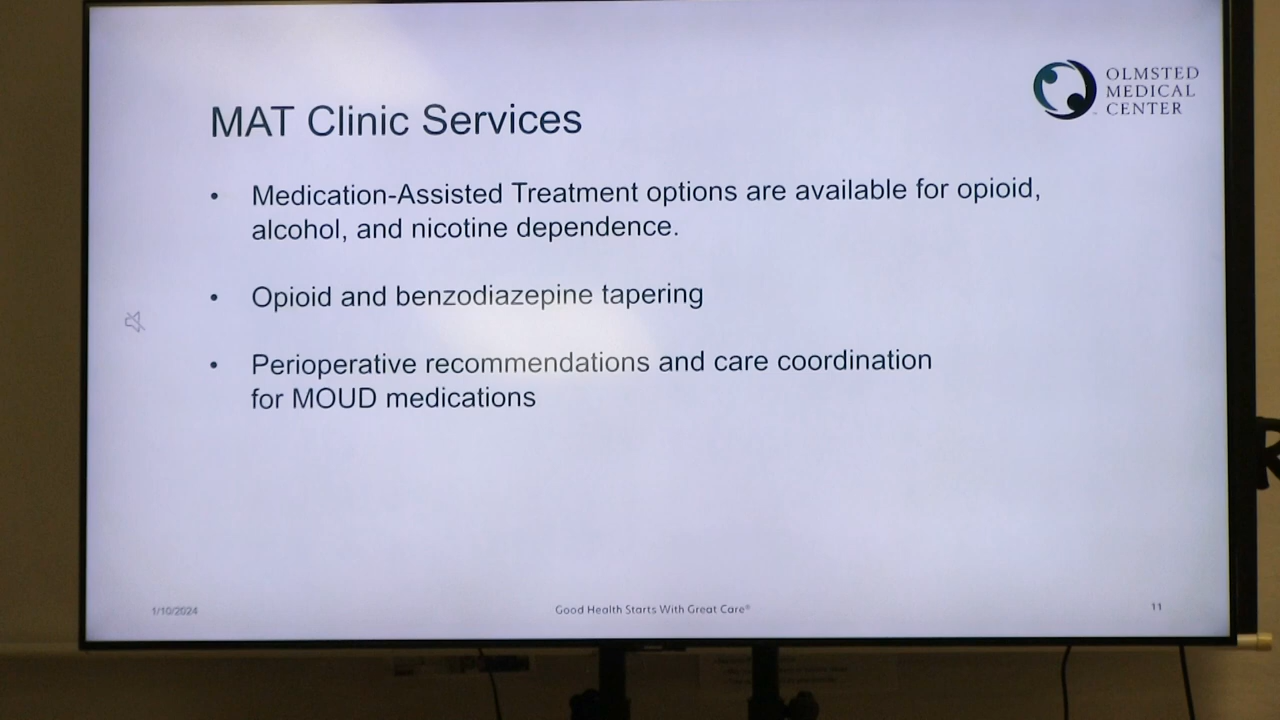 OLMSTED
MEDICAL
CENTER
MAT Clinic Services
• Medication-Assisted Treatment options are available for opioid,
alcohol, and nicotine dependence.
• Opioid and benzodiazepine tapering
• Perioperative recommendations and care coordination
for MOUD medications
1/10/2024
Good Health Starts With Great Care®
11